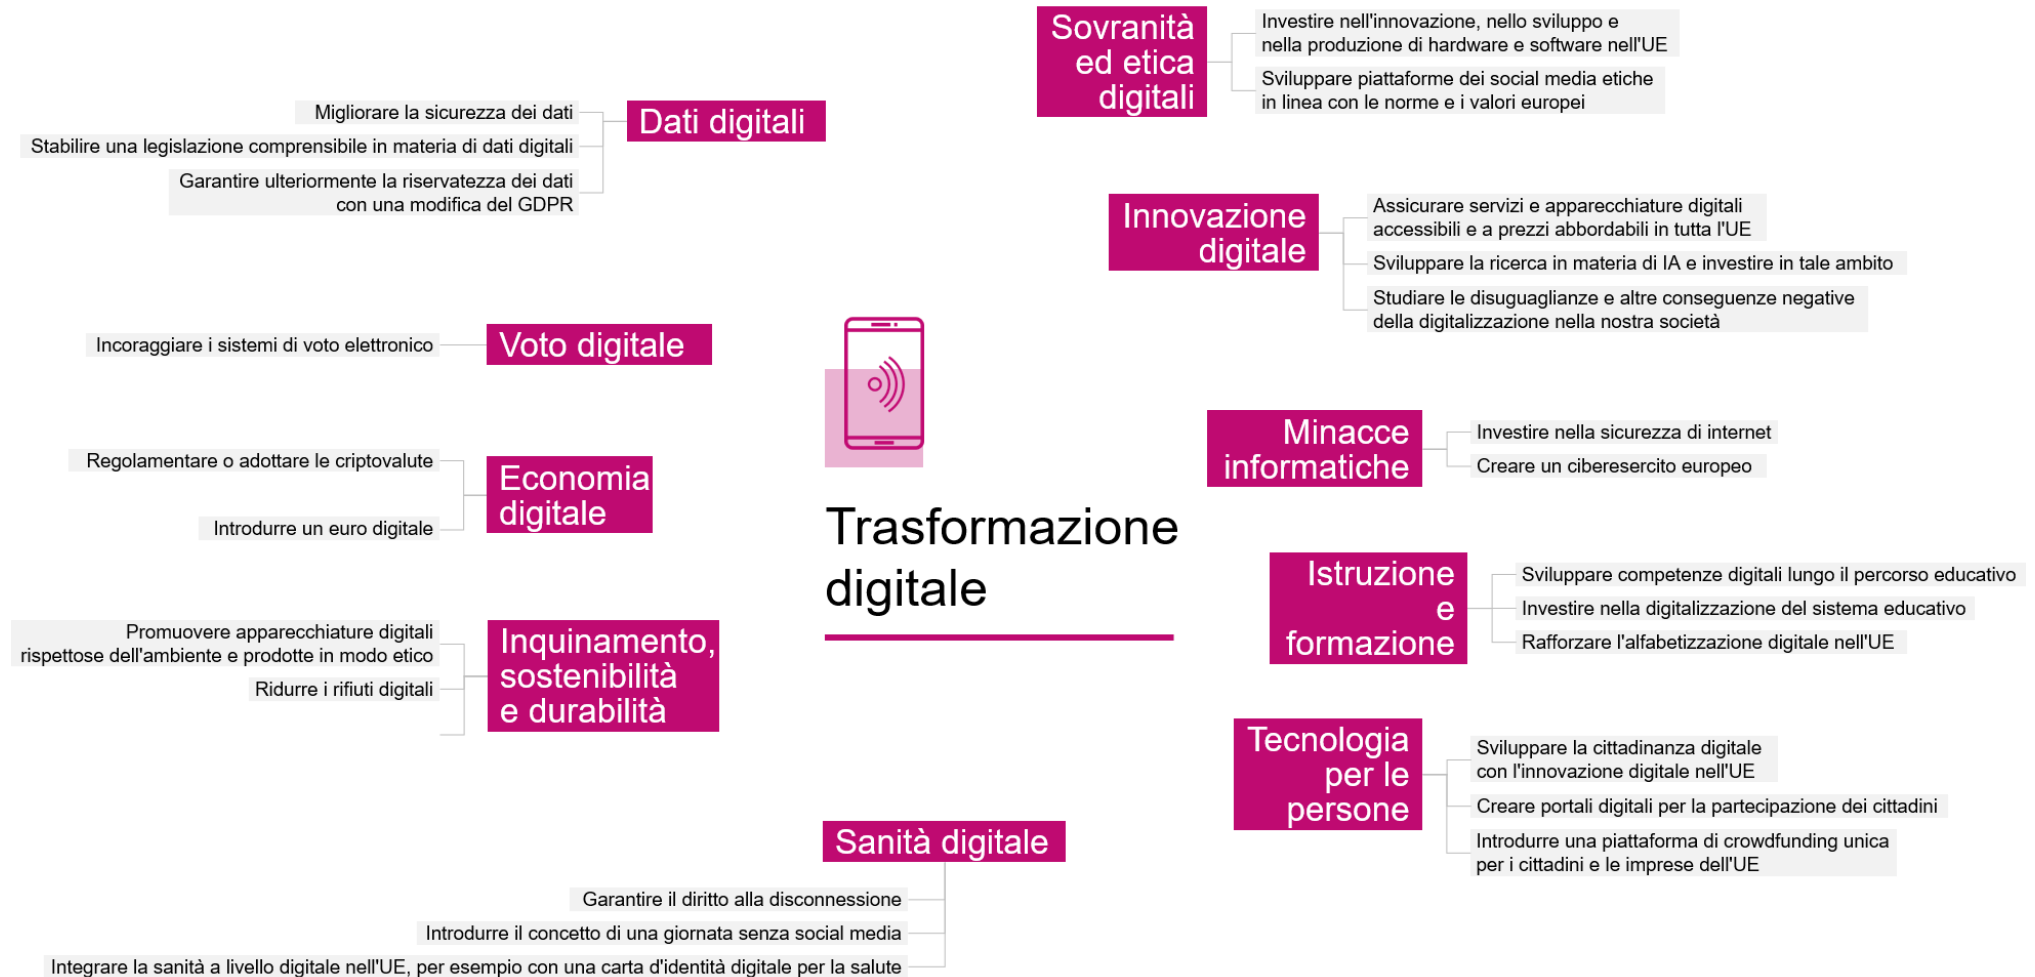 Sovranità
ed etica
digitali
Investire nell'innovazione, nello sviluppo e
nella produzione di hardware e software nell'UE
Sviluppare piattaforme dei social media etiche
in linea con le norme e i valori europei
Dati digitali
Migliorare la sicurezza dei dati
Stabilire una legislazione comprensibile in materia di dati digitali
Garantire ulteriormente la riservatezza dei dati
con una modifica del GDPR
Innovazione
digitale
Assicurare servizi e apparecchiature digitali
accessibili e a prezzi abbordabili in tutta l'UE
Sviluppare la ricerca in materia di IA e investire in tale ambito
Studiare le disuguaglianze e altre conseguenze negative
della digitalizzazione nella nostra società
Voto digitale
Incoraggiare i sistemi di voto elettronico
Minacce
informatiche
Investire nella sicurezza di internet
Creare un ciberesercito europeo
Economia
digitale
Regolamentare o adottare le criptovalute
Introdurre un euro digitale
Trasformazione
digitale
Istruzione
e
formazione
Sviluppare competenze digitali lungo il percorso educativo
Investire nella digitalizzazione del sistema educativo
Rafforzare l'alfabetizzazione digitale nell'UE
Inquinamento,
sostenibilità
e durabilità
Promuovere apparecchiature digitali
rispettose dell'ambiente e prodotte in modo etico
Ridurre i rifiuti digitali
Tecnologia
per le
persone
Sviluppare la cittadinanza digitale
con l'innovazione digitale nell'UE
Creare portali digitali per la partecipazione dei cittadini
Introdurre una piattaforma di crowdfunding unica
per i cittadini e le imprese dell'UE
Sanità digitale
Garantire il diritto alla disconnessione
Introdurre il concetto di una giornata senza social media
Integrare la sanità a livello digitale nell'UE, per esempio con una carta d'identità digitale per la salute